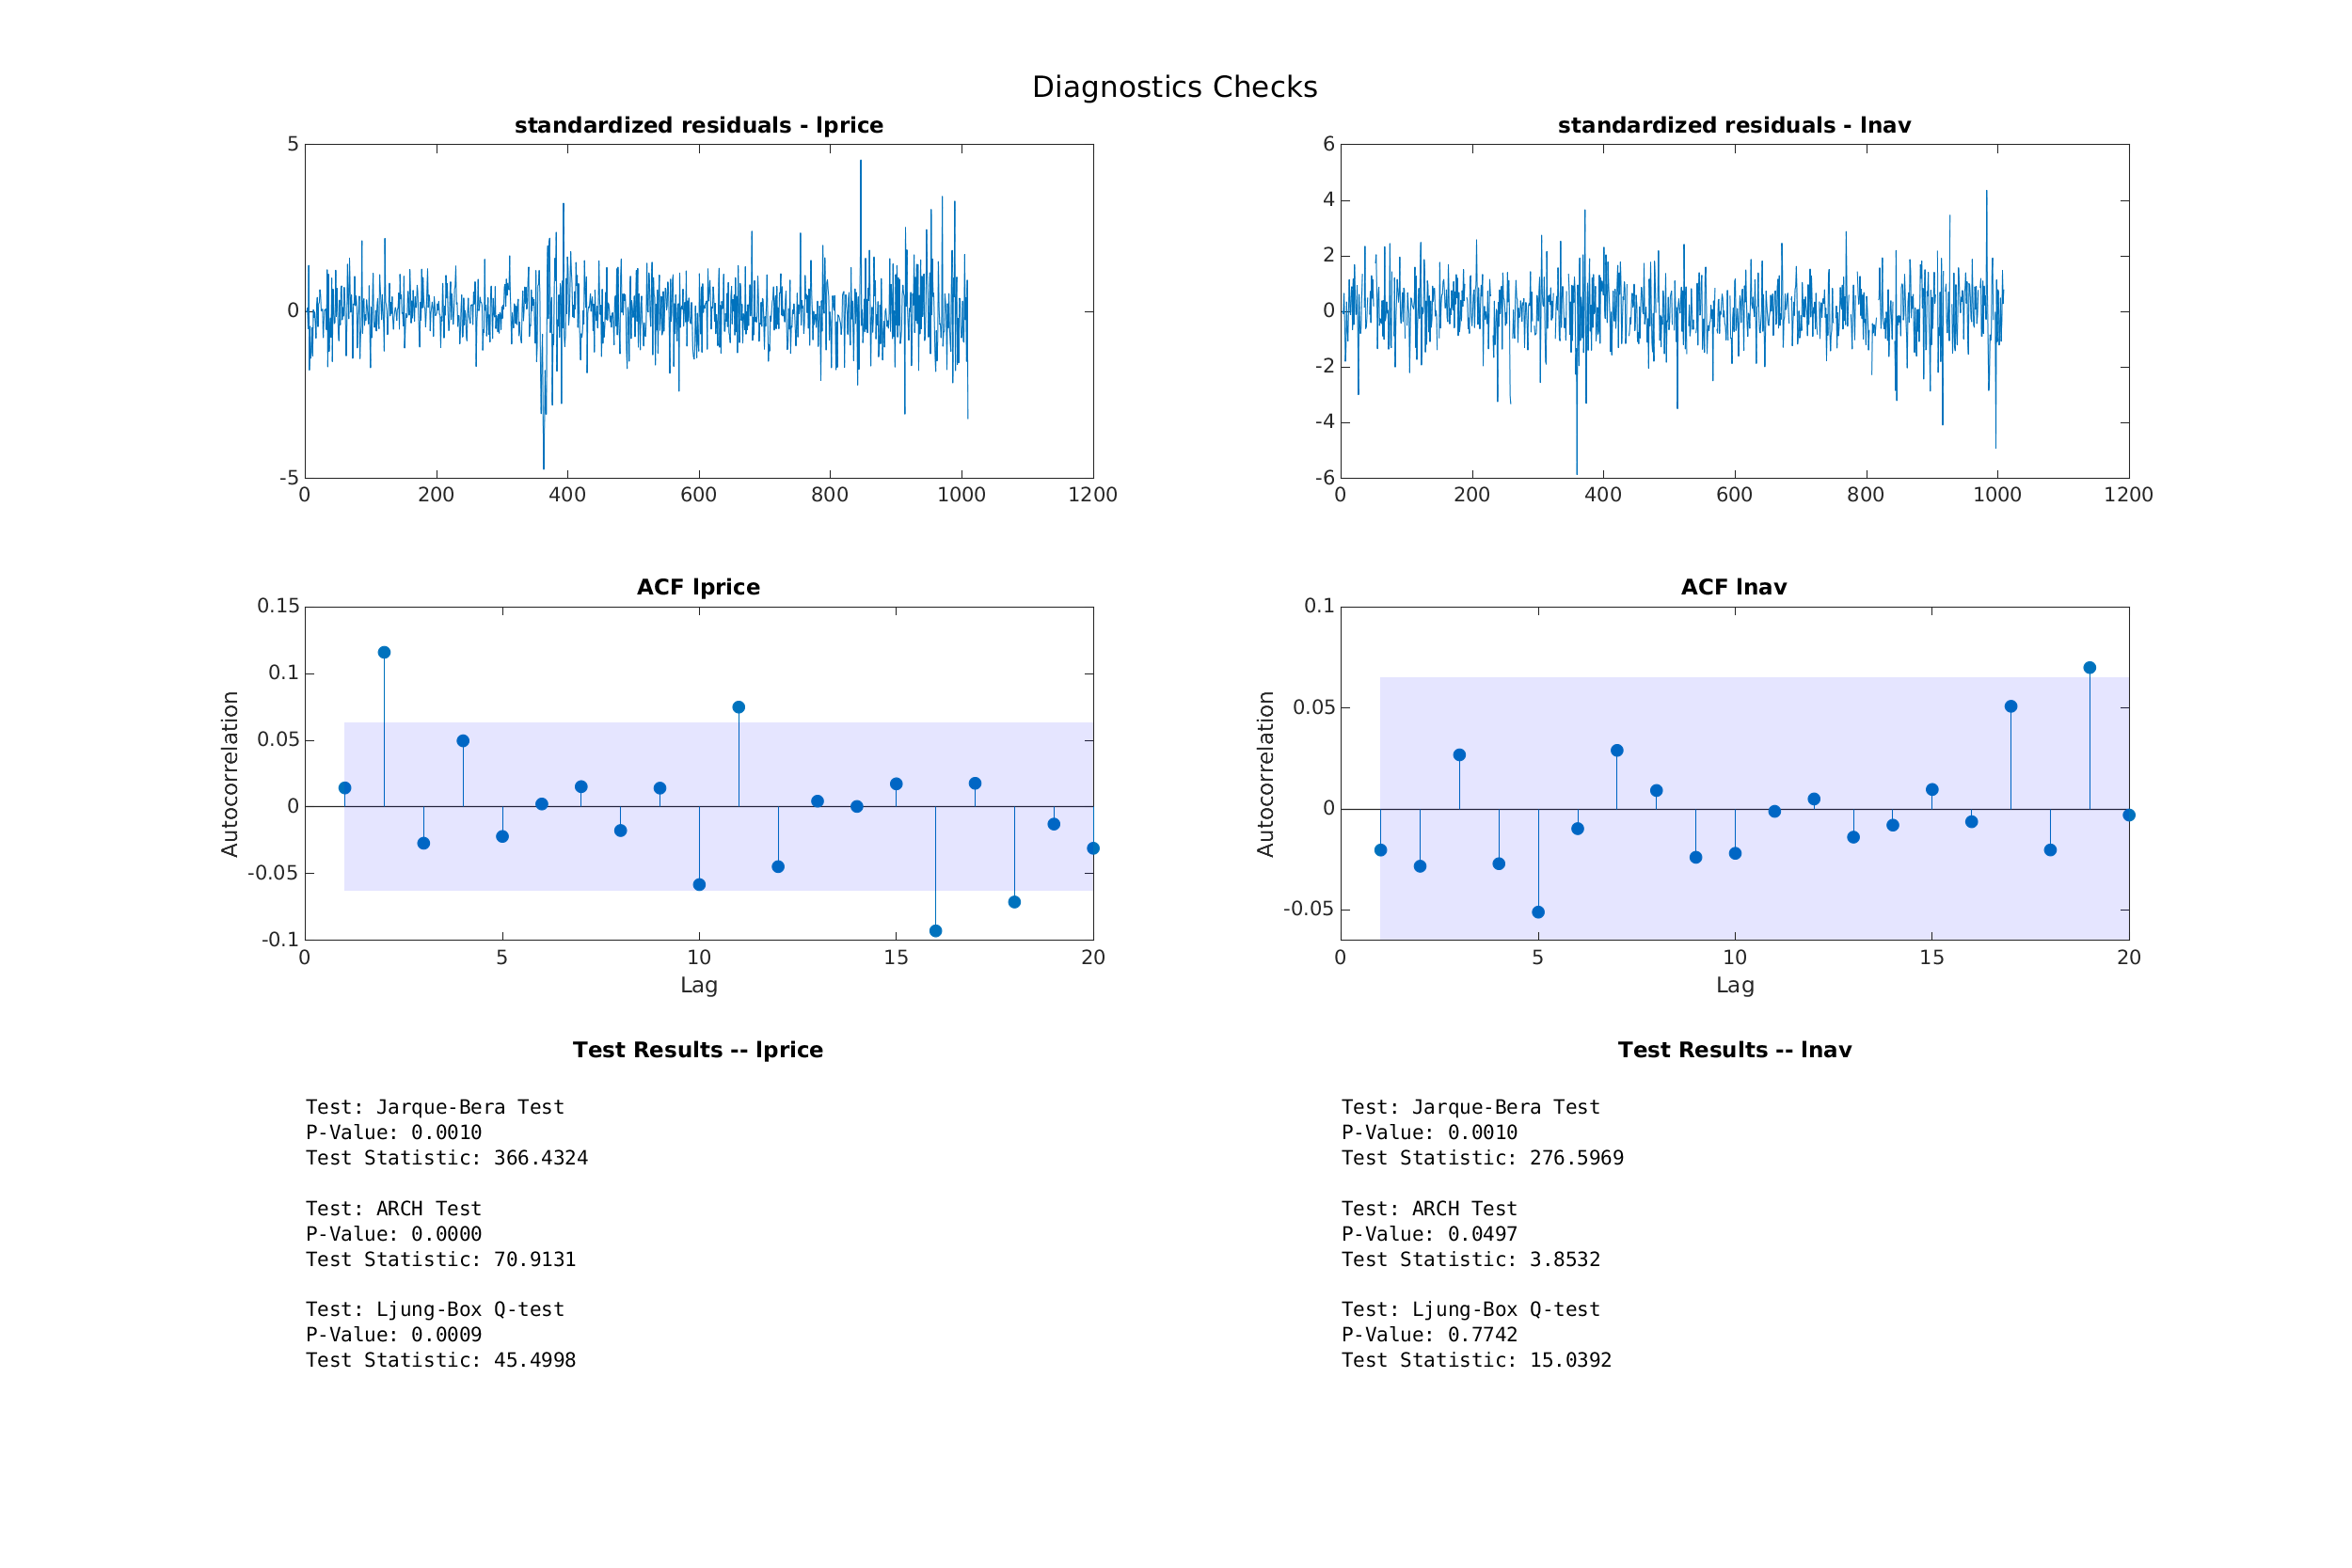 Diagnostics Checks
standardized residuals - lprice
5
0
-5
0 200 400 600 800 1000 1200
standardized residuals - lnav
6
4
2
0
-2
-4
-6
0 200 400 600 800 1000 1200
ACF lprice
0.15
0.1
0.05
0
-0.05
-0.1
Autocorrelation
0 5 10 15 20
Lag
ACF lnav
0.1
0.05
0
-0.05
Autocorrelation
0 5 10 15 20
Lag
Test Results -- lprice
Test: Jarque-Bera Test
P-Value: 0.0010
Test Statistic: 366.4324
Test: ARCH Test
P-Value: 0.0000
Test Statistic: 70.9131
Test: Ljung-Box Q-test
P-Value: 0.0009
Test Statistic: 45.4998
Test Results -- lnav
Test: Jarque-Bera Test
P-Value: 0.0010
Test Statistic: 276.5969
Test: ARCH Test
P-Value: 0.0497
Test Statistic: 3.8532
Test: Ljung-Box Q-test
P-Value: 0.7742
Test Statistic: 15.0392